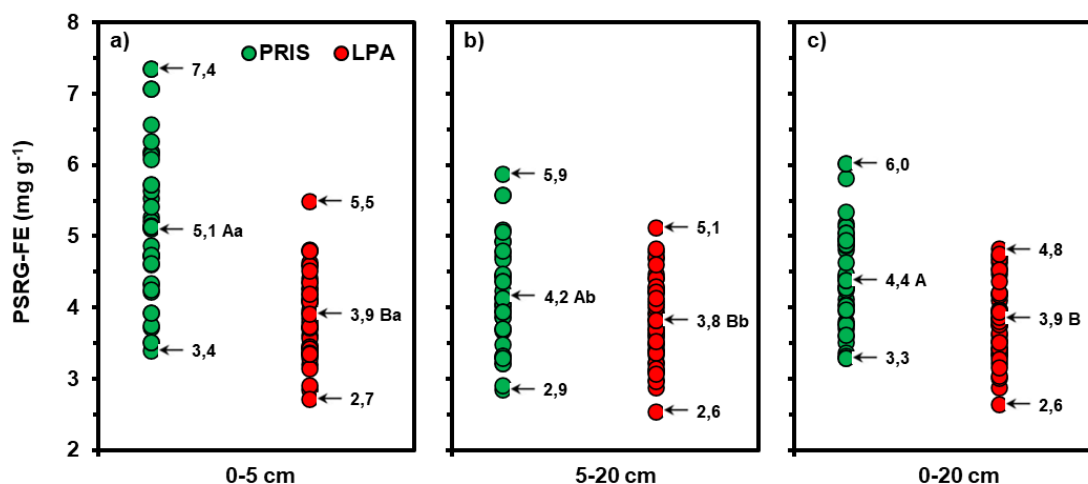 PSRG-FE (mg g-1)
8
7
6
5
4
3
2
a)
PRIS LPA
7,4
5,1 Aa
3,4
5,5
3,9 Ba
2,7
0-5 cm
b)
5,9
4,2 Ab
2,9
5,1
3,8 Bb
2,6
5-20 cm
c)
6,0
4,4 A
3,3
4,8
3,9 B
2,6
0-20 cm